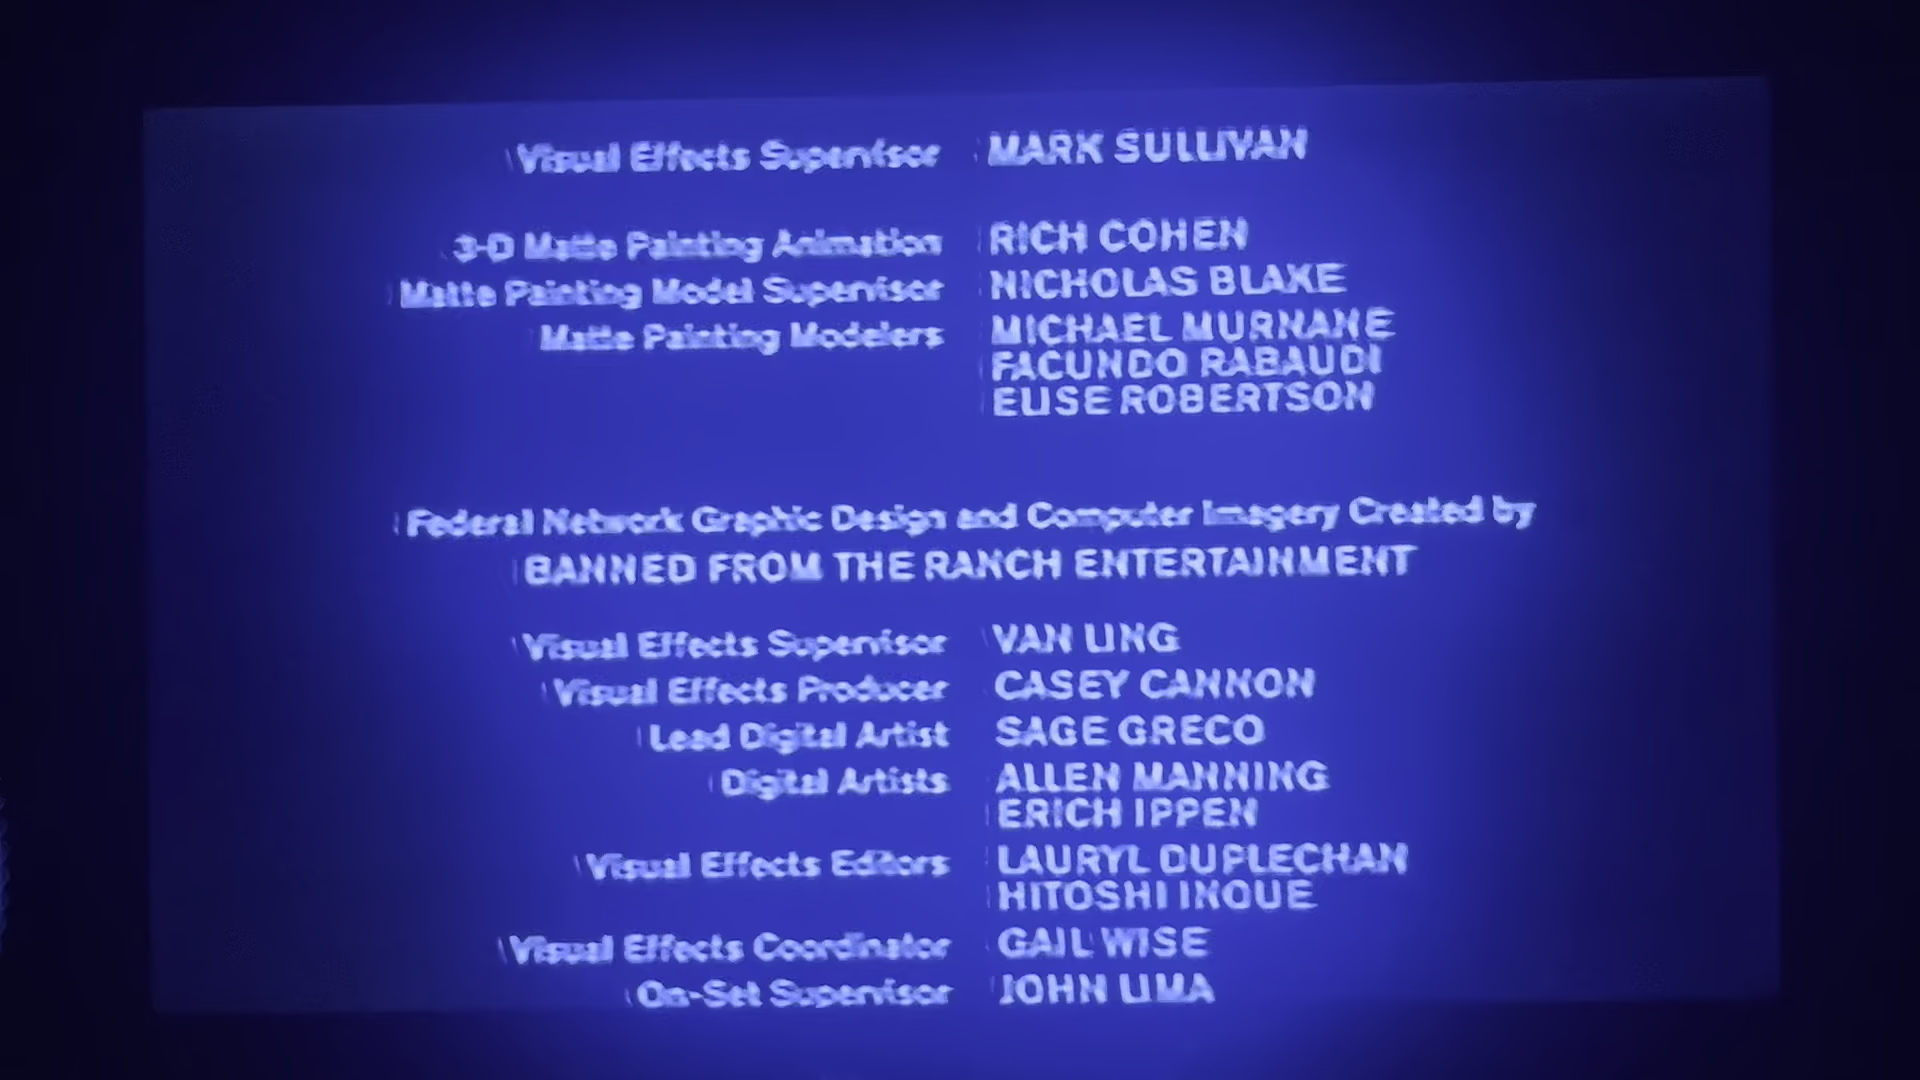 Visual Effects Supervisor MARK SULLIVAN
3-D Matte Painting Animation RICH COHEN
Matte Painting Model Supervisor NICHOLAS BLAKE
Matte Painting Modelers MICHAEL MURNANE
FACUNDO RABAUDI
ELISE ROBERTSON
Federal Network Graphic Design and Computer Imagery Created by
BANNED FROM THE RANCH ENTERTAINMENT
Visual Effects Supervisor VAN LING
Visual Effects Producer CASEY CANNON
Lead Digital Artist SAGE GRECO
Digital Artists ALLEN MANNING
ERICH IPPEN
Visual Effects Editors LAURYL DUPLECHAN
HITOSHI INOUE
Visual Effects Coordinator GAIL WISE
On-Set Supervisor JOHN LIMA